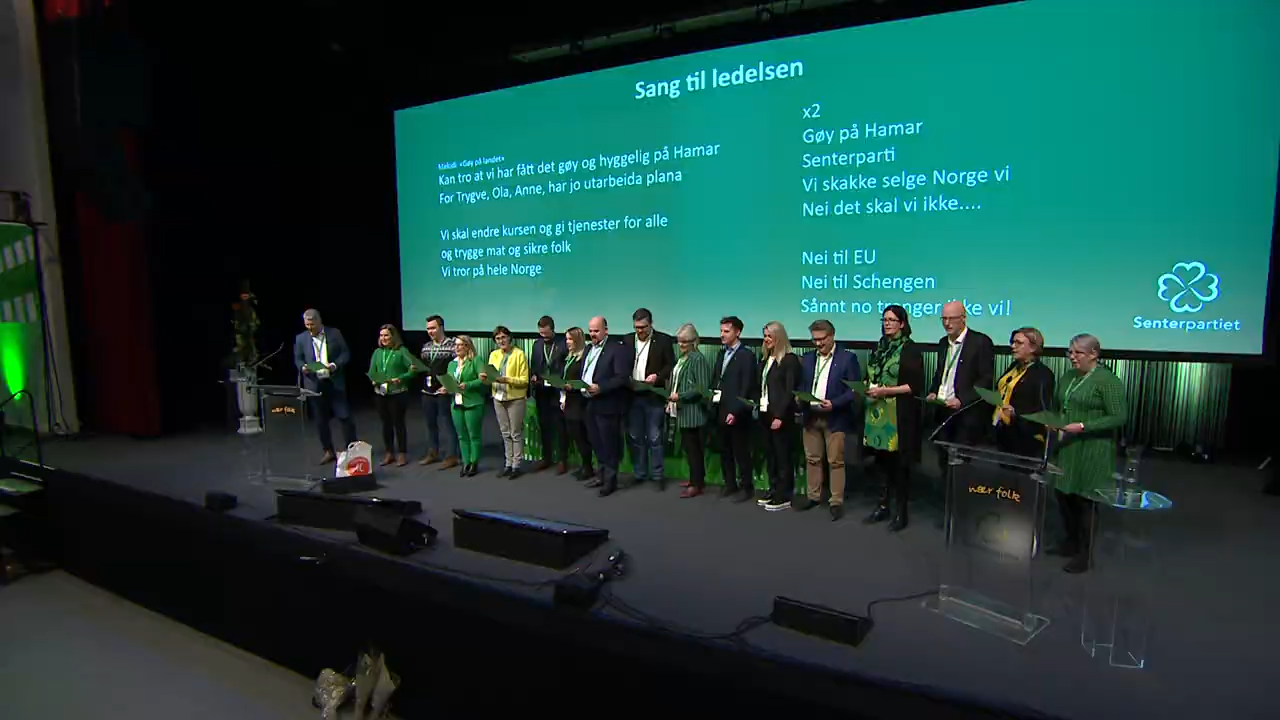 Sang til ledelsen
Melodi: «Gøy på landet»
Kan tro at vi har fått det gøy og hyggelig på Hamar
For Trygve, Ola, Anne, har jo utarbeida plana
Vi skal endre kursen og gi tjenester for alle
og trygge mat og sikre folk
Vi tror på hele Norge
x2
Gøy på Hamar
Senterparti
Vi skakke selge Norge vi
Nei det skal vi ikke....
Nei til EU
Nei til Schengen
Sånnt no trenger ikke vi!
Senterpartiet
nær folk
nær folk